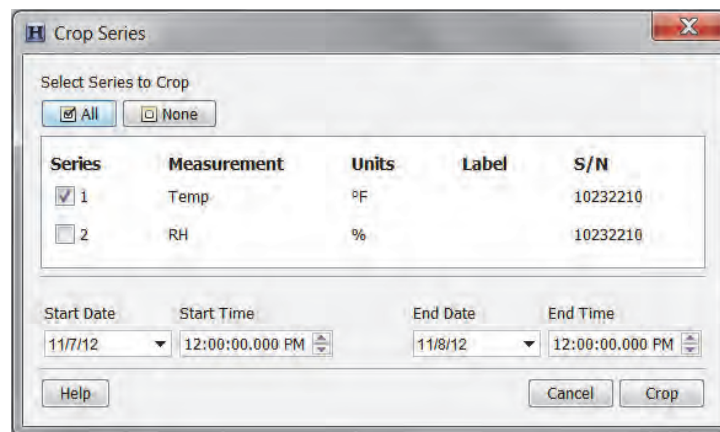 H Crop Series
Select Series to Crop
All None
Series Measurement Units Label S/N
1 Temp °F 10232210
2 RH % 10232210
Start Date Start Time End Date End Time
11/7/12 12:00:00.000 PM 11/8/12 12:00:00.000 PM
Help Cancel Crop